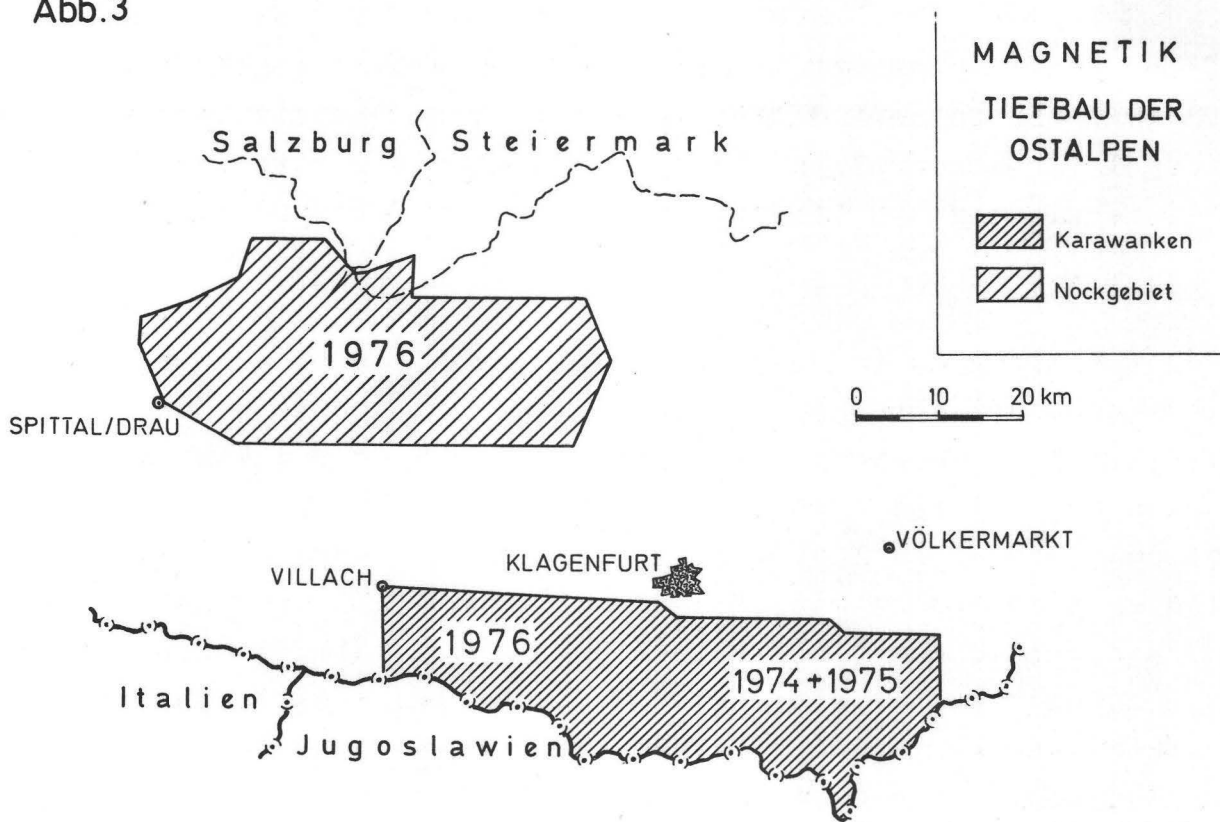 Abb.3
MAGNETIK
TIEFBAU DER
OSTALPEN
Karawanken
Nockgebiet
0 10 20 km
Salzburg Steiermark
1976
SPITTAL/DRAU
VÖLKERMARKT
KLAGENFURT
VILLACH
1976
1974+1975
Italien
Jugoslawien